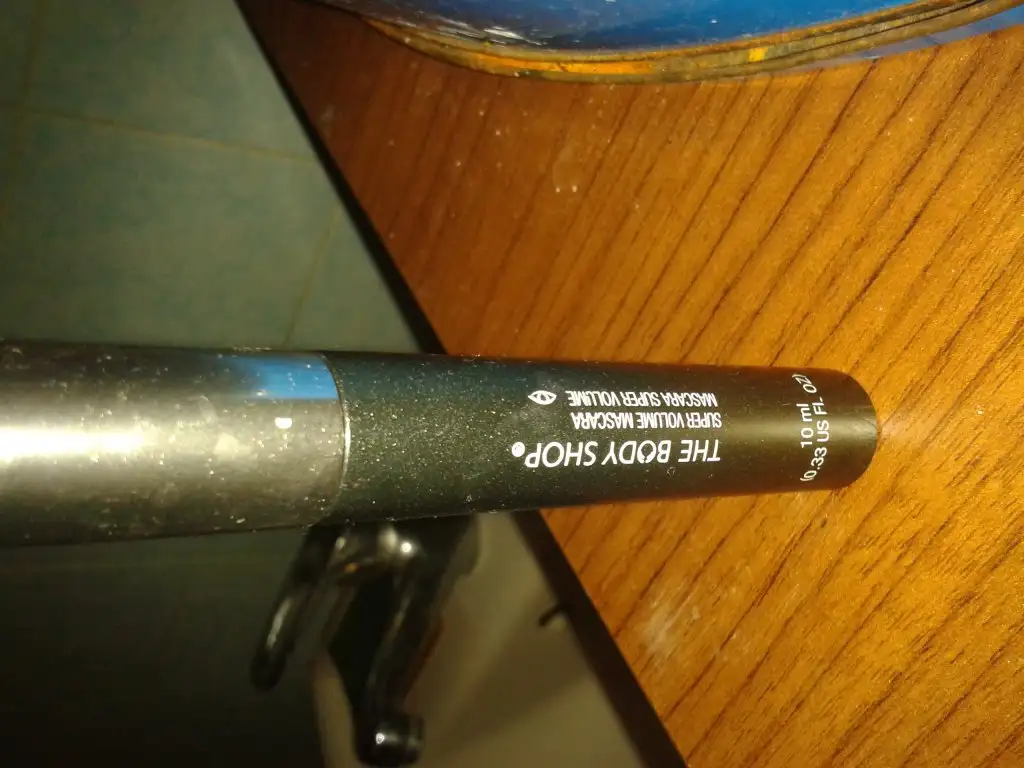 THE BODY SHOP®
SUPER VOLUME MASCARA
MASCARA SUPER VOLUME
10 ml
(0.33 US Fl. OZ)